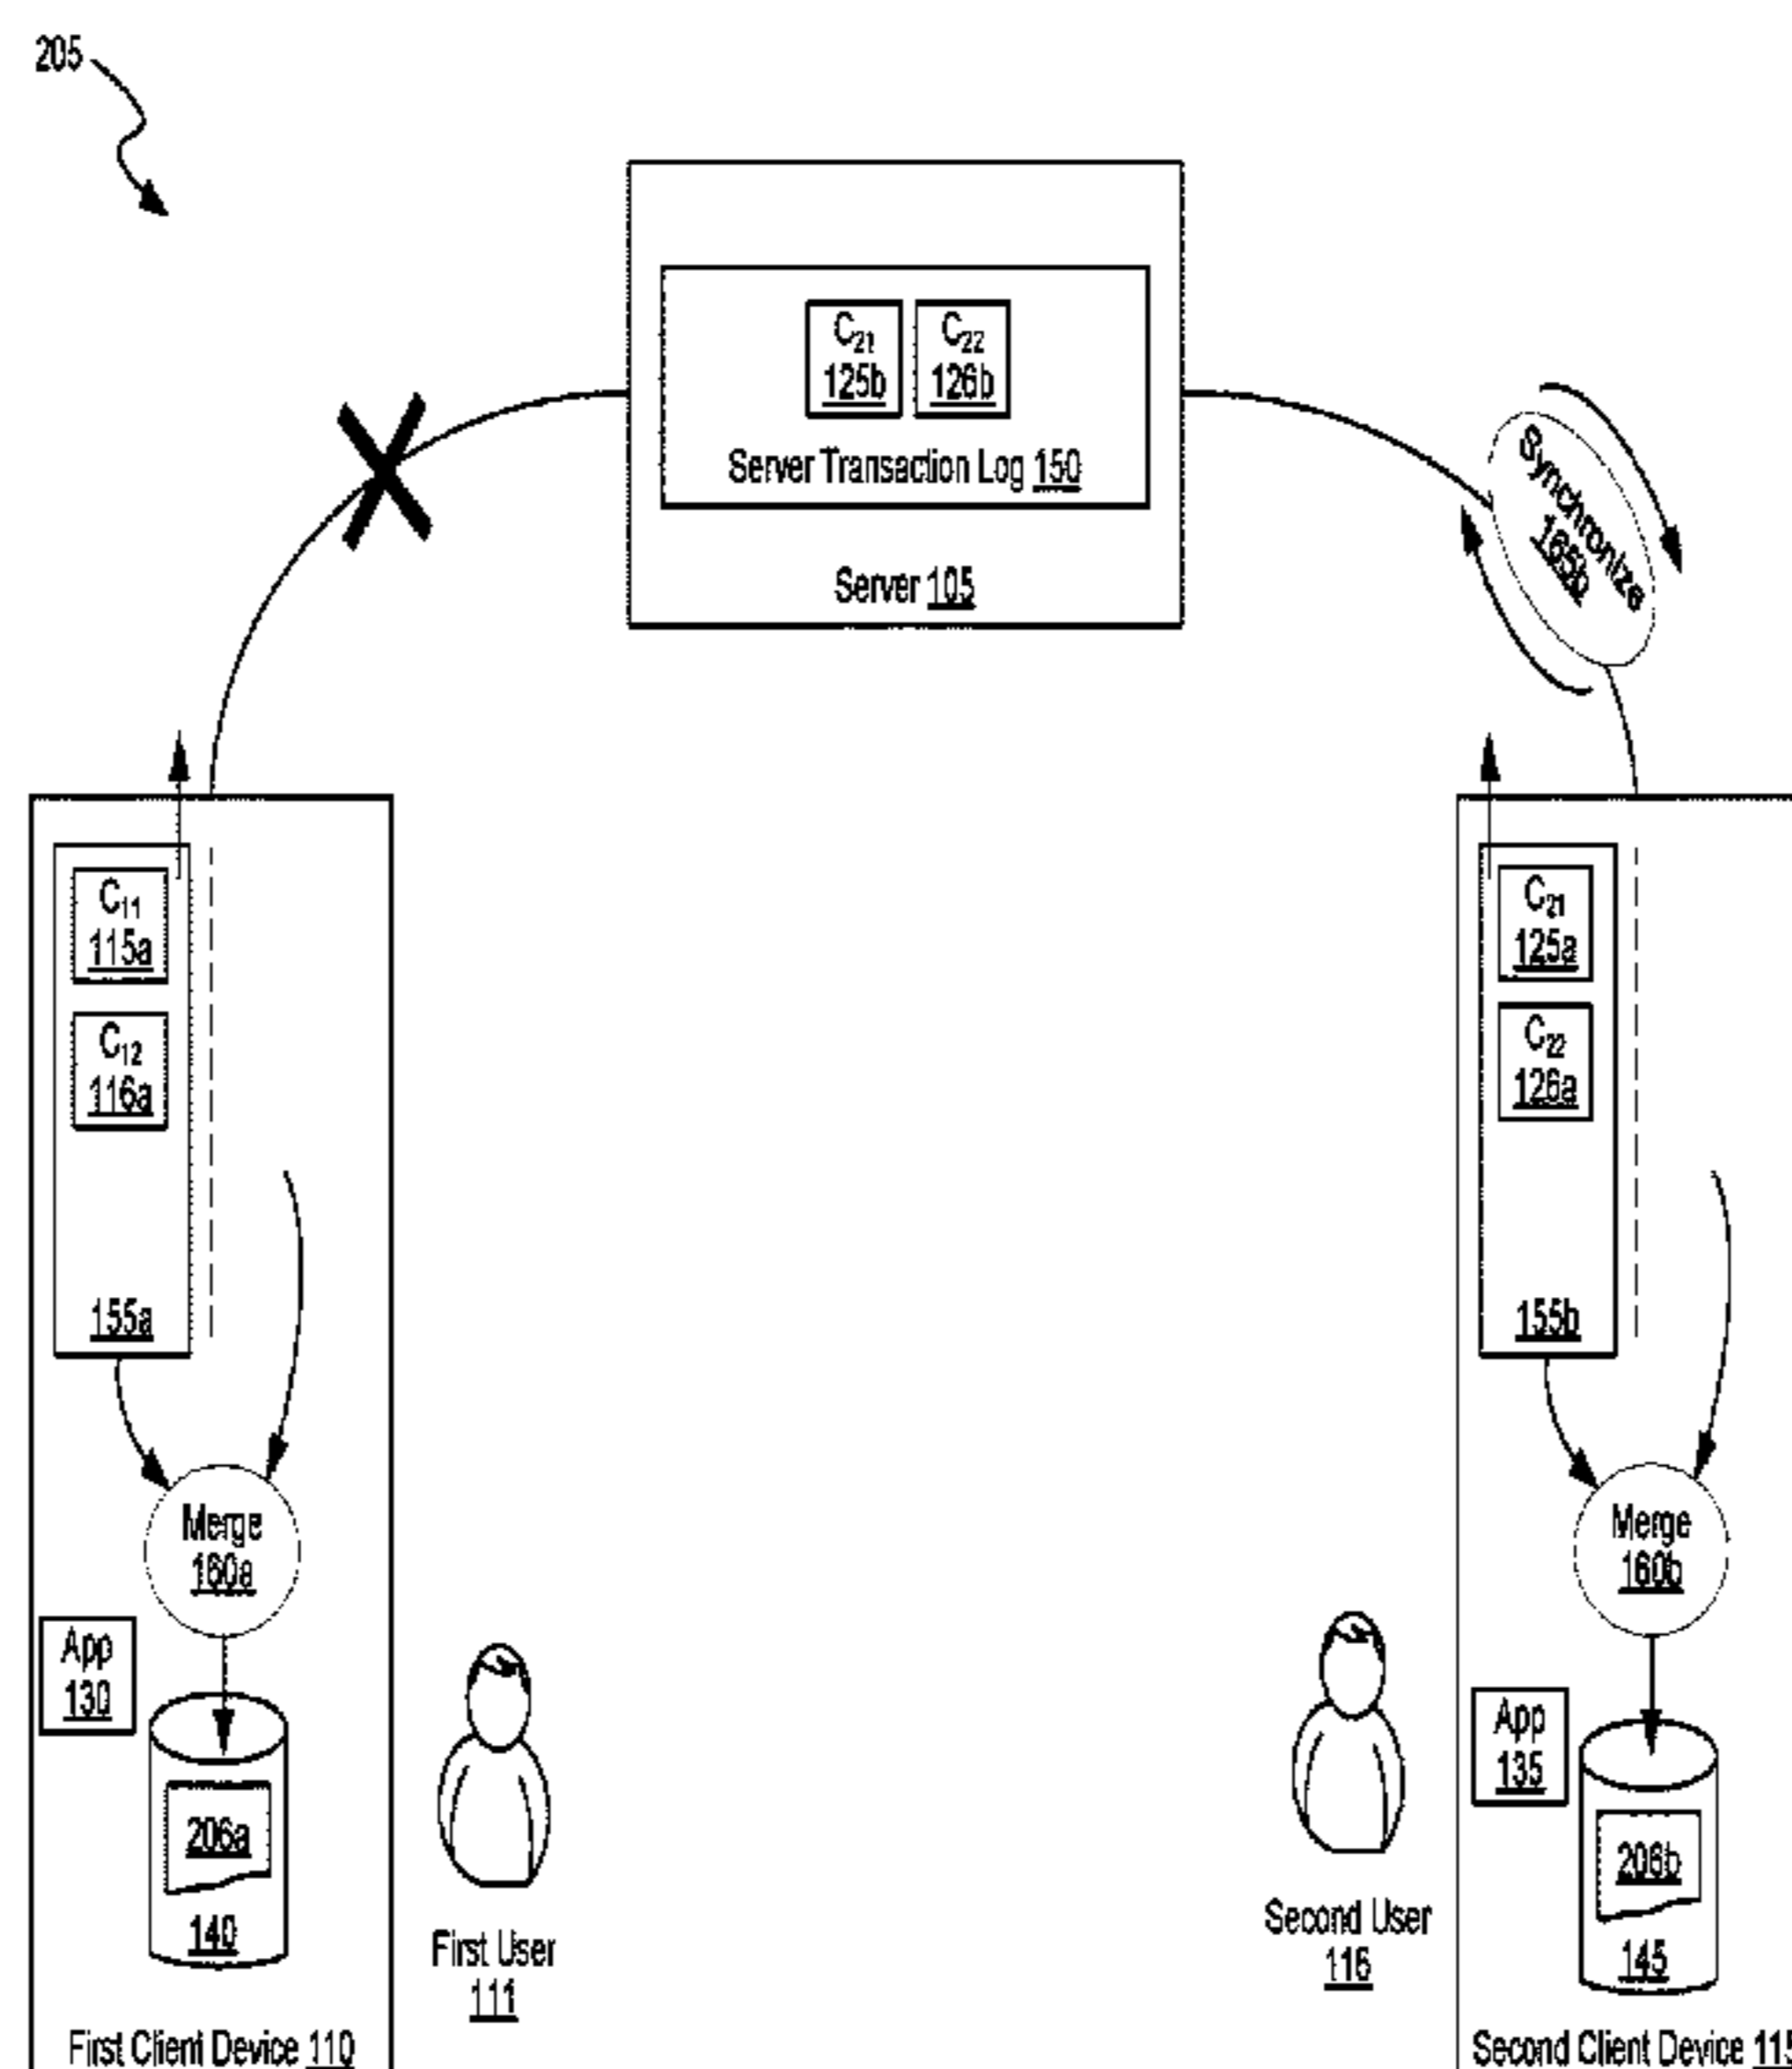 205
C21
125b
C22
126b
Server Transaction Log 150
Server 105
Synchronize
165b
C11
115a
C12
116a
155a
Merge
160a
App
130
206a
140
First Client Device 110
First User
111
Second User
116
C21
125a
C22
126a
155b
Merge
160b
App
135
206b
145
Second Client Device 115